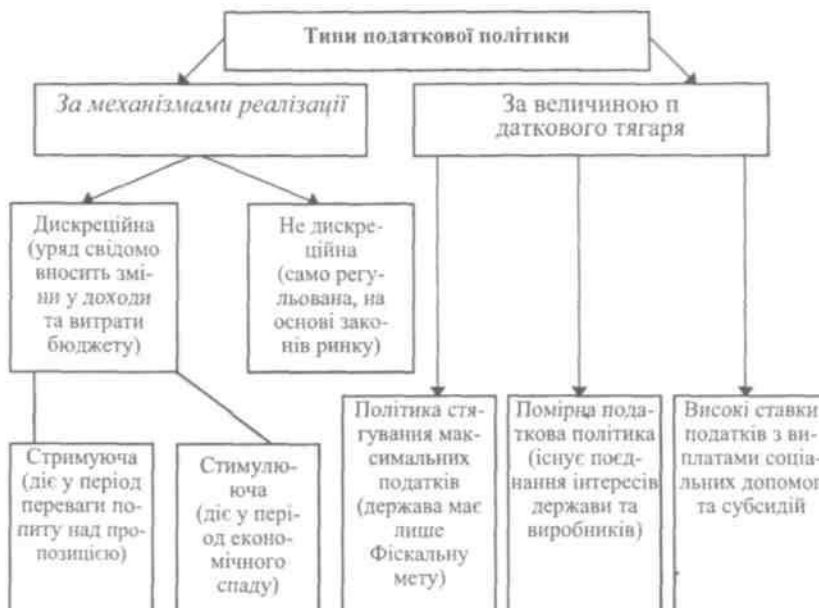 Типи податкової політики
За механізмами реалізації
За величиною п
даткового тягаря
Дискреційна
(уряд свідомо
вносить змі-
ни у доходи
та витрати
бюджету)
Не дискре-
ційна
(само регу-
льована, на
основі зако-
нів ринку)
Стримуюча
(діє у період
переваги по-
питу над про-
позицією)
Стимулю-
юча
(діє у пері-
од еконо-
мічного
спаду)
Політика стя-
гування мак-
симальних
податків
(держава має
лише
Фіскальну
мету)
Помірна пода-
ткова політика
(існує поєд-
нання інтересів
держави та
виробників)
Високі ставки
податків з ви-
платами соціа-
льних допомог
та субсидій